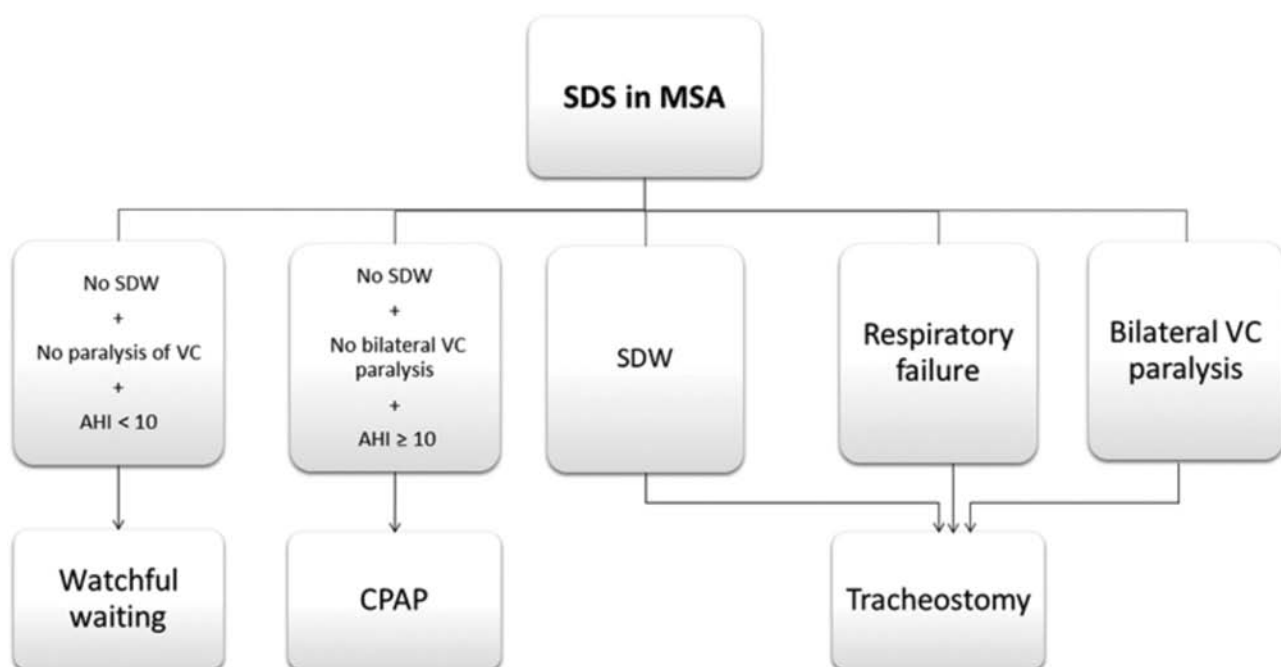 SDS in MSA
No SDW
+
No paralysis of VC
+
AHI < 10
No SDW
+
No bilateral VC
paralysis
+
AHI ≥ 10
SDW
Respiratory
failure
Bilateral VC
paralysis
Watchful
waiting
CPAP
Tracheostomy